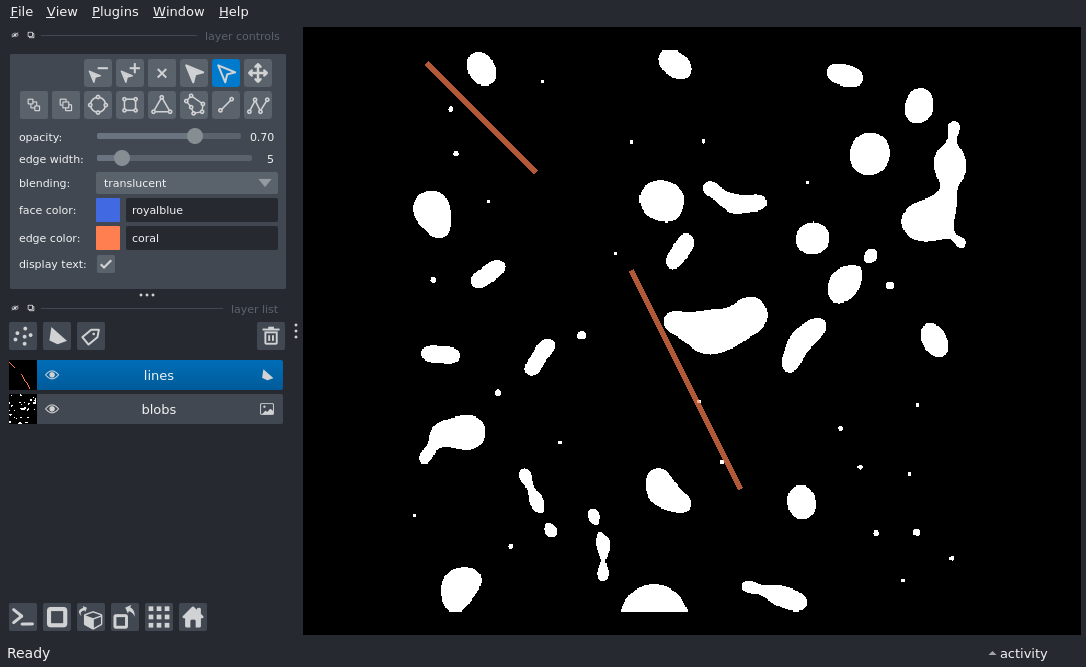 File View Plugins Window Help
layer controls
opacity: 0.70
edge width: 5
blending: translucent
face color: royalblue
edge color: coral
display text:
layer list
lines
blobs
Ready
activity